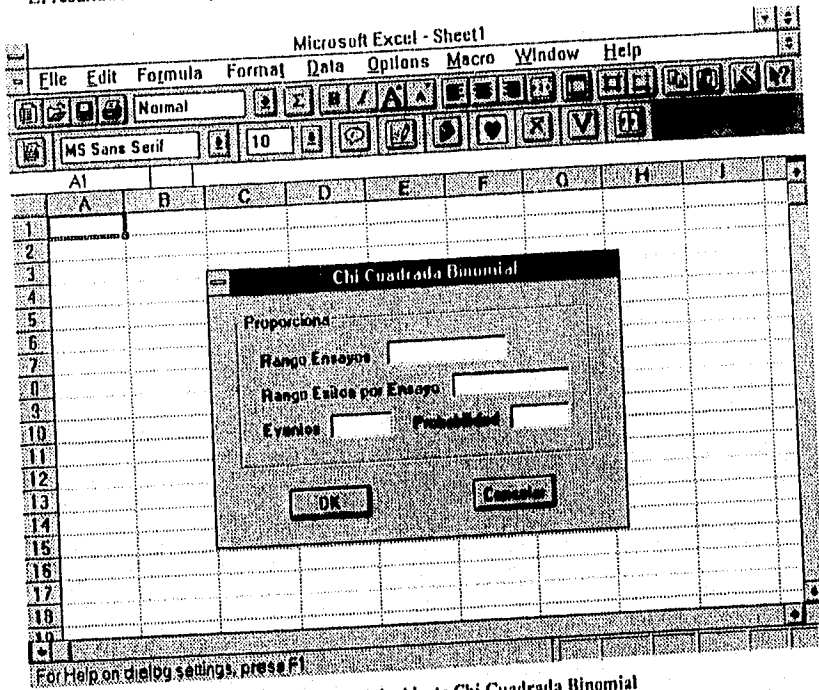 Microsoft Excel - Sheet1
File Edit Formula Format Data Options Macro Window Help
Normal
MS Sans Serif 10
A1
A B C D E F G H I
1
2
3
4
5
6
7
8
9
10
11
12
13
14
15
16
17
18
19
Chi Cuadrada Binomial
Proporciona
Rango Ensayos
Rango Exitos por Ensayo
Eventos Probabilidad
OK Cancelar
For Help on dialog settings, press F1
Chi Cuadrada Binomial